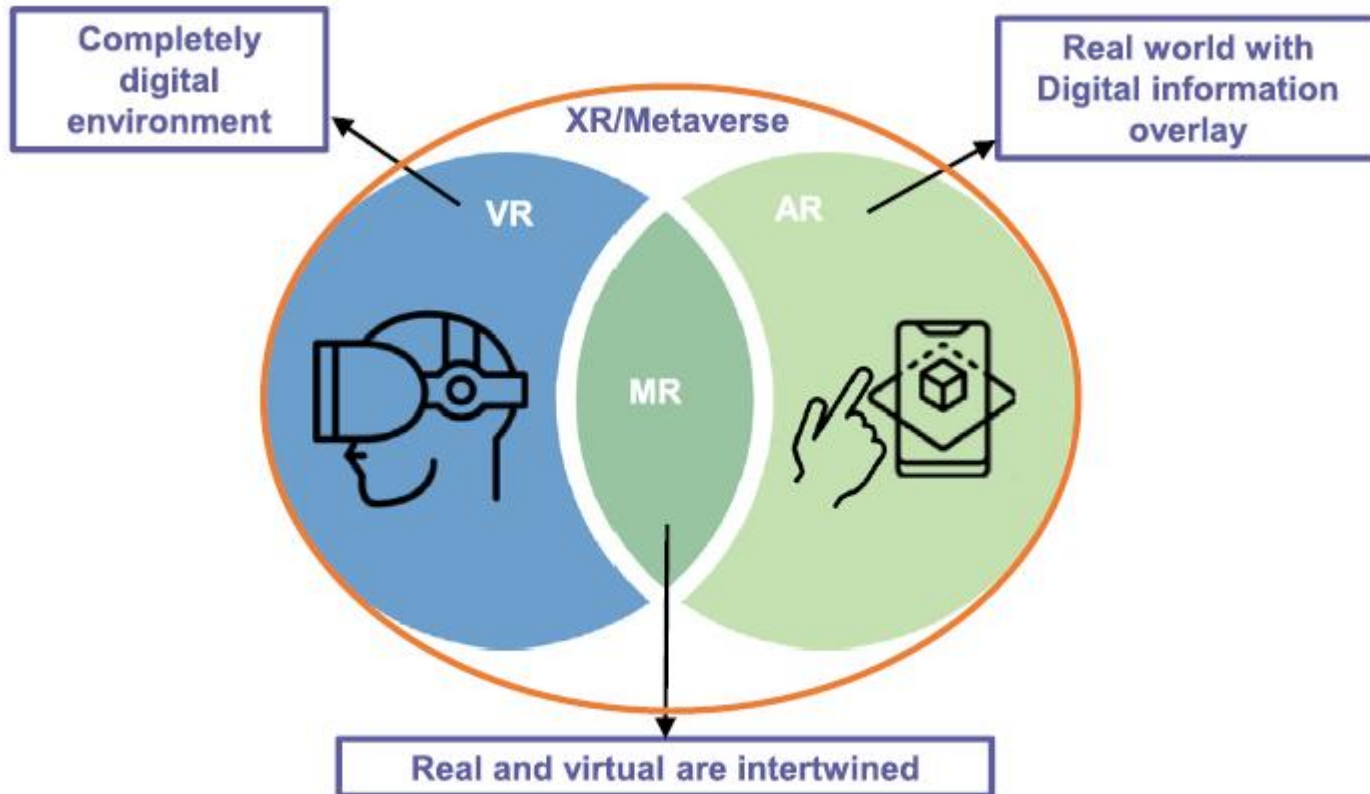 Completely
digital
environment
Real world with
Digital information
overlay
XR/Metaverse
VR
AR
MR
Real and virtual are intertwined